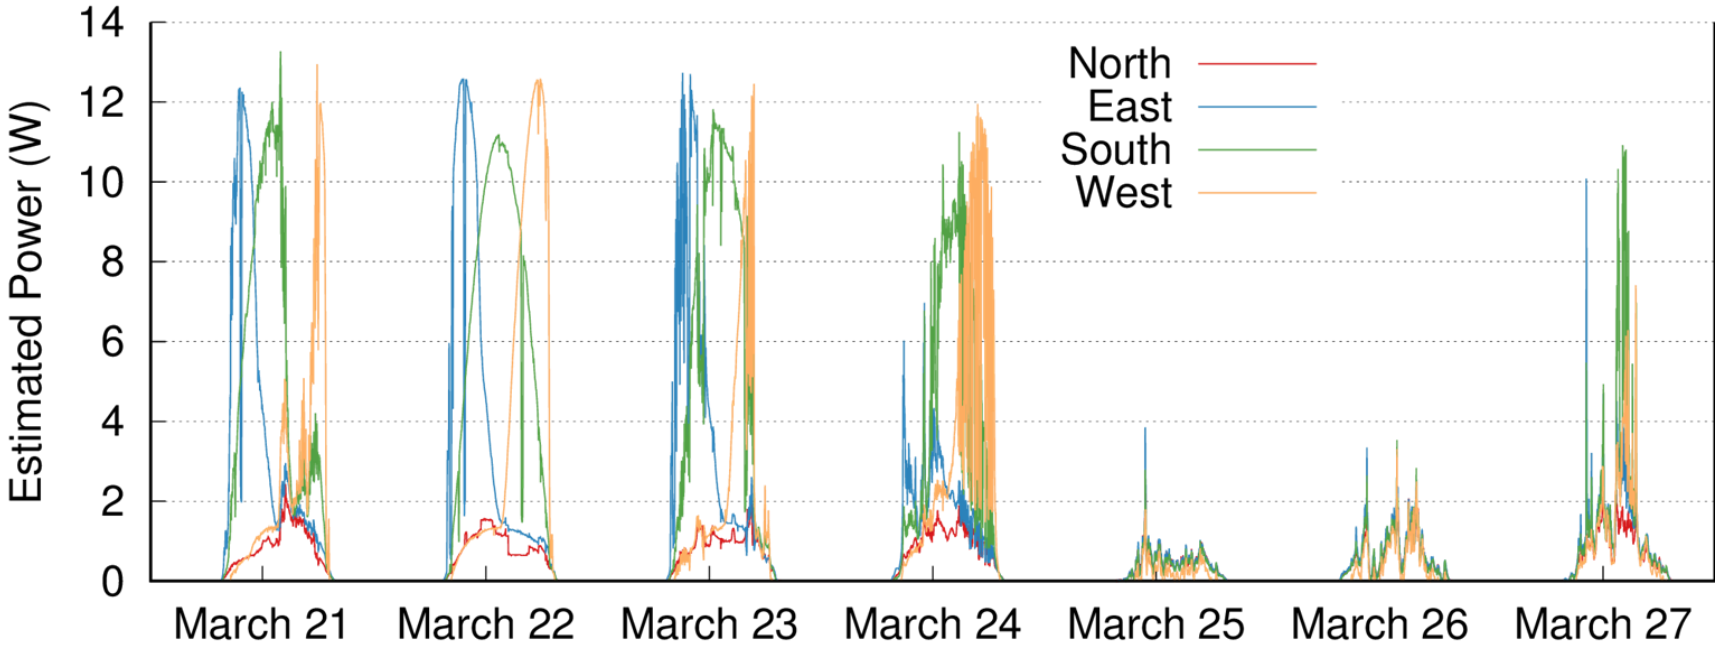 Estimated Power (W)
14
12
10
8
6
4
2
0
North
East
South
West
March 21 March 22 March 23 March 24 March 25 March 26 March 27